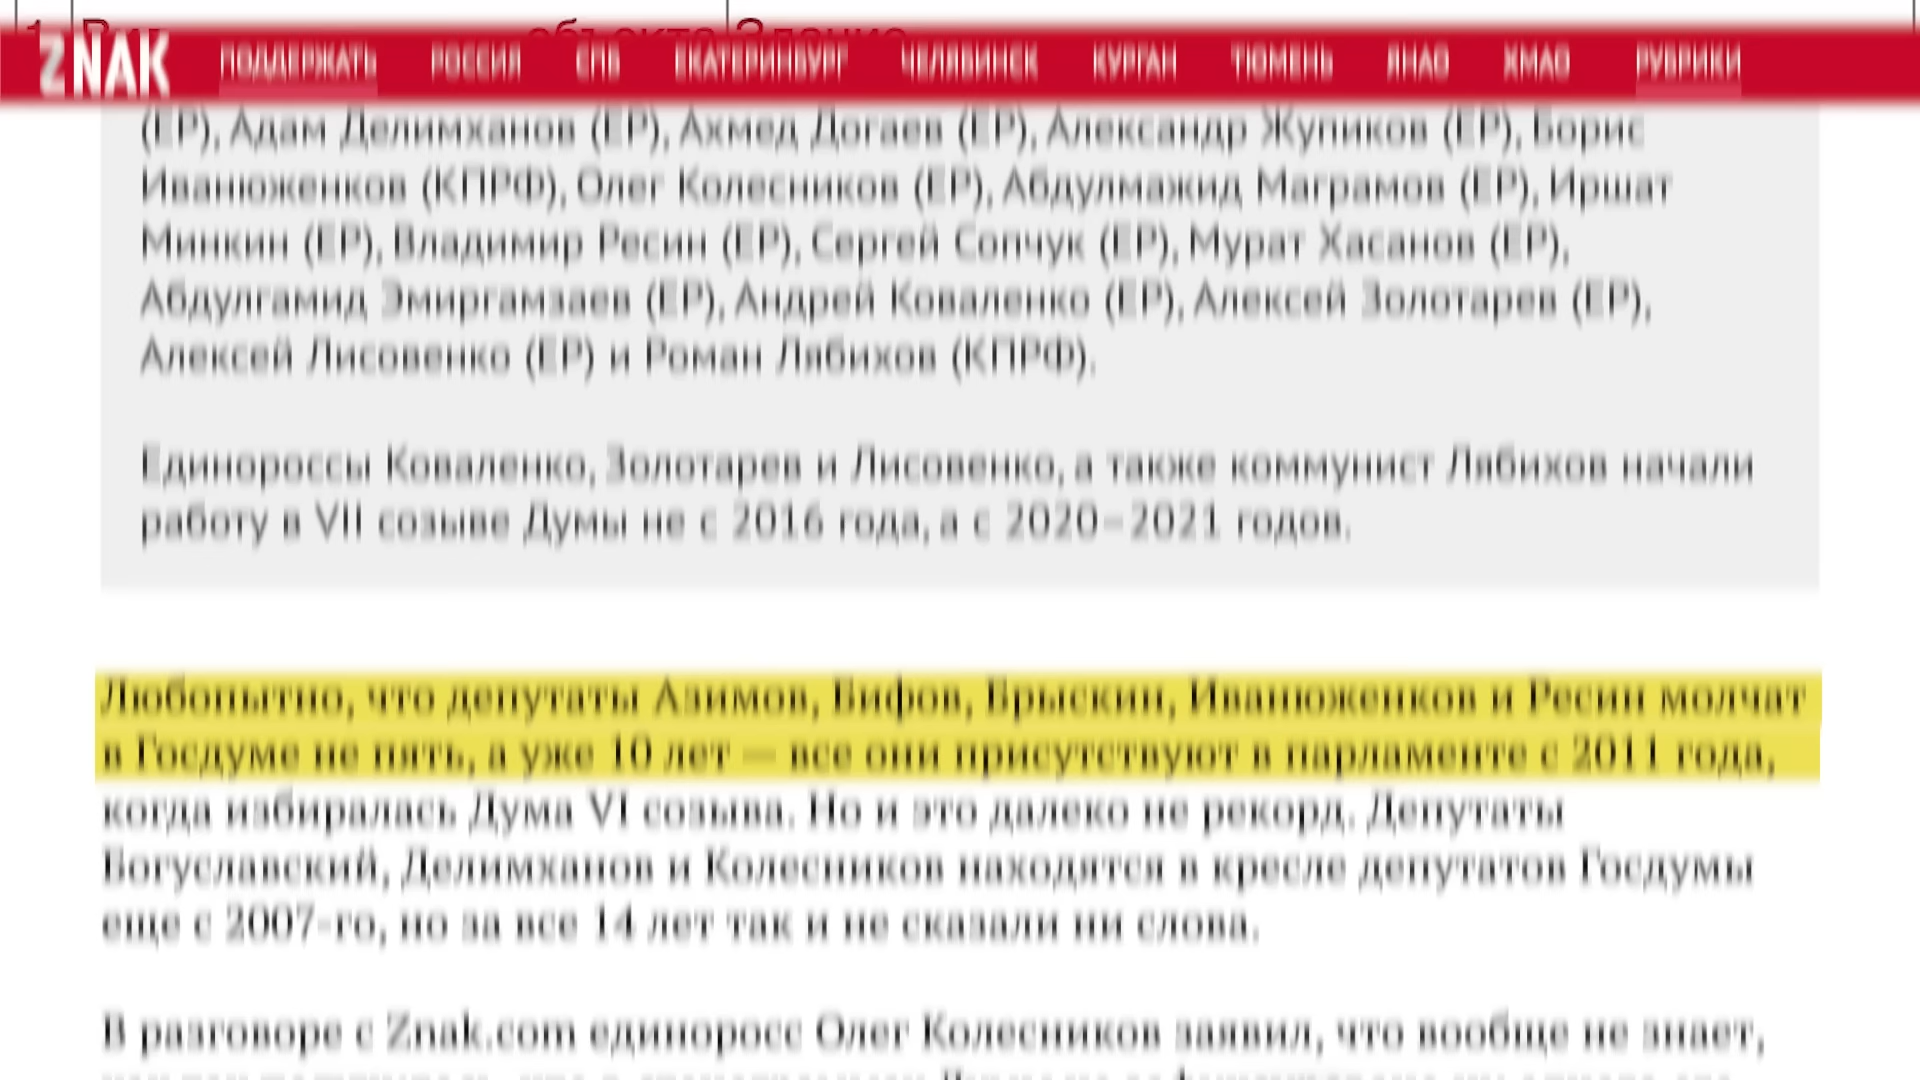 объекта Здание
ZNAK ПОДДЕРЖАТЬ РОССИЯ СПБ ЕКАТЕРИНБУРГ ЧЕЛЯБИНСК КУРГАН ТЮМЕНЬ ЯНАО ХМАО РУБРИКИ
(ЕР), Адам Делимханов (ЕР), Ахмед Догаев (ЕР), Александр Жупиков (ЕР), Борис
Иванюженков (КПРФ), Олег Колесников (ЕР), Абдулмажид Маграмов (ЕР), Иршат
Минкин (ЕР), Владимир Ресин (ЕР), Сергей Сопчук (ЕР), Мурат Хасанов (ЕР),
Абдулгамид Эмиргамзаев (ЕР), Андрей Коваленко (ЕР), Алексей Золотарев (ЕР),
Алексей Лисовенко (ЕР) и Роман Лябихов (КПРФ).
Единороссы Коваленко, Золотарев и Лисовенко, а также коммунист Лябихов начали
работу в VII созыве Думы не с 2016 года, а с 2020–2021 годов.
Любопытно, что депутаты Азимов, Бифов, Брыскин, Иванюженков и Ресин молчат
в Госдуме не пять, а уже 10 лет — все они присутствуют в парламенте с 2011 года,
когда избиралась Дума VI созыва. Но и это далеко не рекорд. Депутаты
Богуславский, Делимханов и Колесников находятся в кресле депутатов Госдумы
еще с 2007-го, но за все 14 лет так и не сказали ни слова.
В разговоре с Znak.com единоросс Олег Колесников заявил, что вообще не знает,